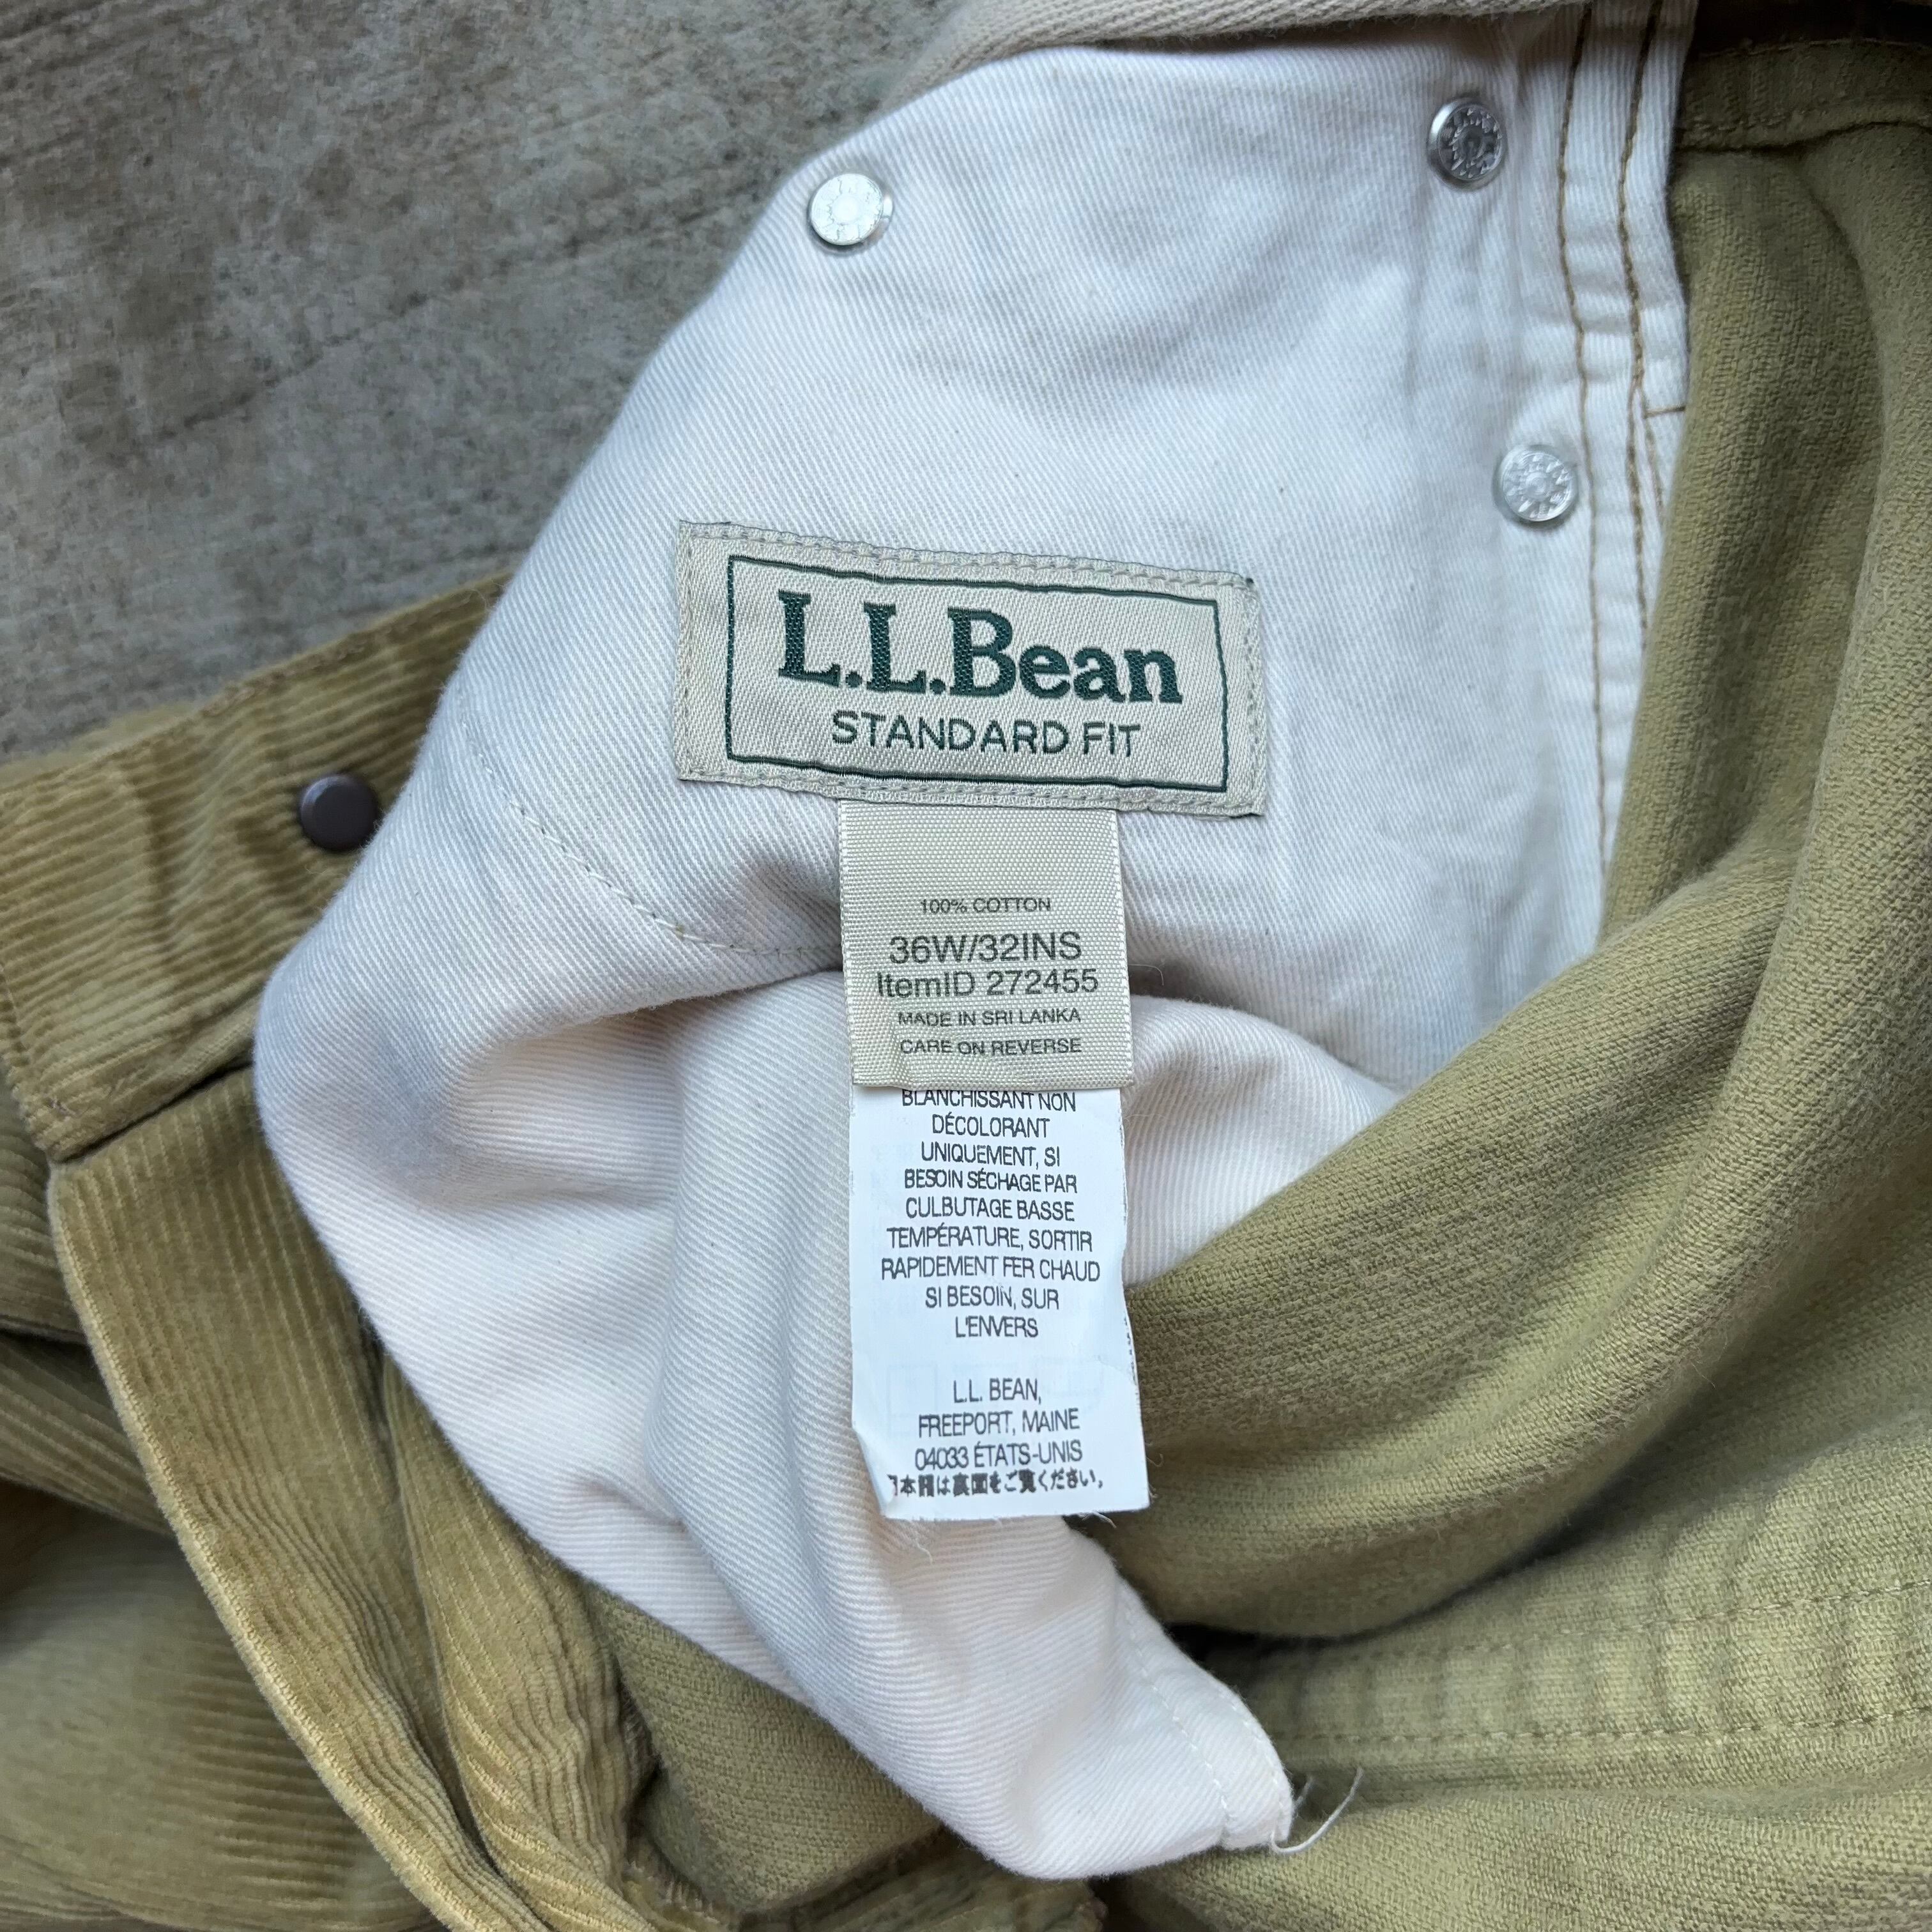 L.L.Bean
STANDARD FIT
100% COTTON
36W/32INS
ItemID 272455
MADE IN SRI LANKA
CARE ON REVERSE
BLANCHISSANT NON
DÉCOLORANT
UNIQUEMENT, SI
BESOIN SÉCHAGE PAR
CULBUTAGE BASSE
TEMPÉRATURE, SORTIR
RAPIDEMENT FER CHAUD
SI BESOIN, SUR
L'ENVERS
L.L. BEAN,
FREEPORT, MAINE
04033 ÉTATS-UNIS
日本語は裏面をご覧ください。